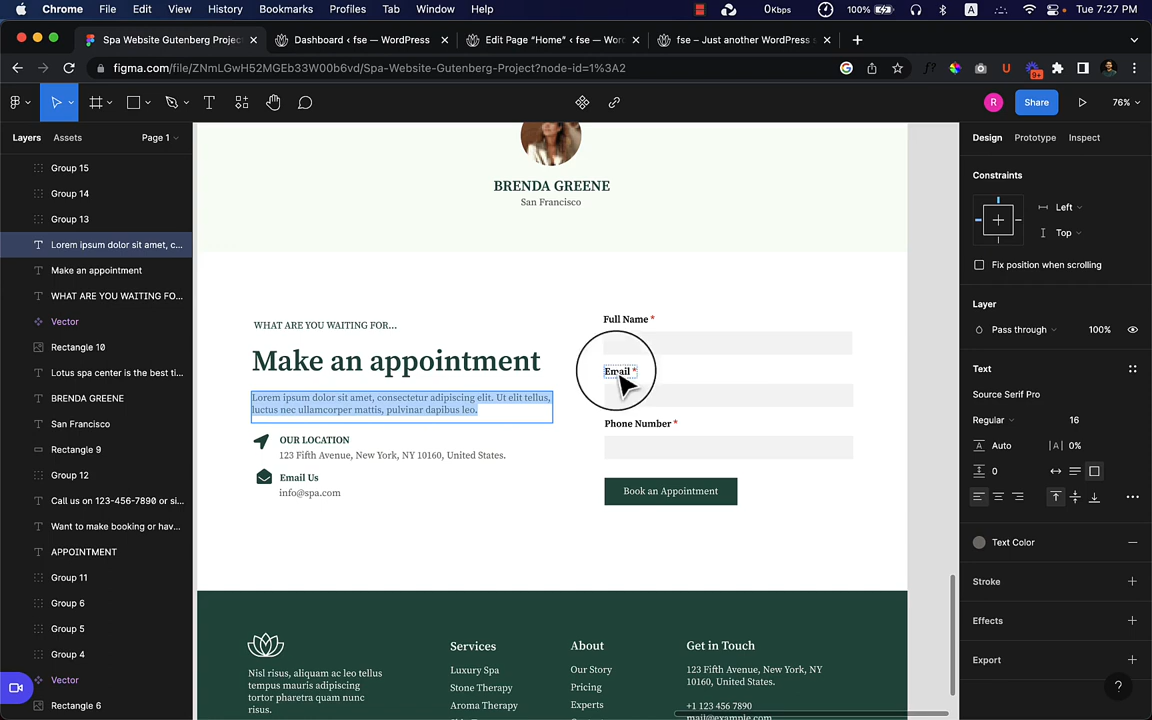 Chrome File Edit View History Bookmarks Profiles Tab Window Help 0Kbps 100% A Tue 7:27 PM
Spa Website Gutenberg Project Dashboard ‹ fse — WordPress Edit Page "Home" ‹ fse — Wor fse – Just another WordPress s
figma.com/file/ZNmLGwH52MGEb33W00b6vd/Spa-Website-Gutenberg-Project?node-id=1%3A2 f? U 9+
R Share 76%
Layers Assets Page 1
Group 15
Group 14
Group 13
Lorem ipsum dolor sit amet, c...
Make an appointment
WHAT ARE YOU WAITING FO...
Vector
Rectangle 10
Lotus spa center is the best ti...
BRENDA GREENE
San Francisco
Rectangle 9
Group 12
Call us on 123-456-7890 or si...
Want to make booking or hav...
APPOINTMENT
Group 11
Group 6
Group 5
Group 4
Vector
Rectangle 6
BRENDA GREENE
San Francisco
WHAT ARE YOU WAITING FOR...
Make an appointment
Lorem ipsum dolor sit amet, consectetur adipiscing elit. Ut elit tellus,
luctus nec ullamcorper mattis, pulvinar dapibus leo.
OUR LOCATION
123 Fifth Avenue, New York, NY 10160, United States.
Email Us
info@spa.com
Full Name *
Email *
Phone Number *
Book an Appointment
Nisl risus, aliquam ac leo tellus
tempus mauris adipiscing
tortor pharetra quam nunc
risus.
Services
Luxury Spa
Stone Therapy
Aroma Therapy
About
Our Story
Pricing
Experts
Get in Touch
123 Fifth Avenue, New York, NY
10160, United States.
+1 123 456 7890
mail@example.com
Design Prototype Inspect
Constraints
Left
Top
Fix position when scrolling
Layer
Pass through 100%
Text
Source Serif Pro
Regular 16
A Auto |A| 0%
0
Text Color
Stroke
Effects
Export
?